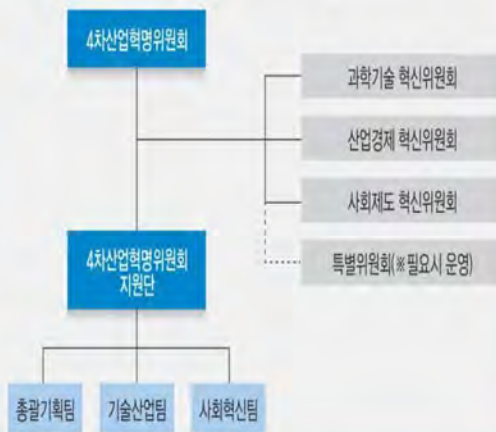 4차산업혁명위원회
과학기술 혁신위원회
산업경제 혁신위원회
사회제도 혁신위원회
특별위원회(※필요시 운영)
4차산업혁명위원회
지원단
총괄기획팀
기술산업팀
사회혁신팀